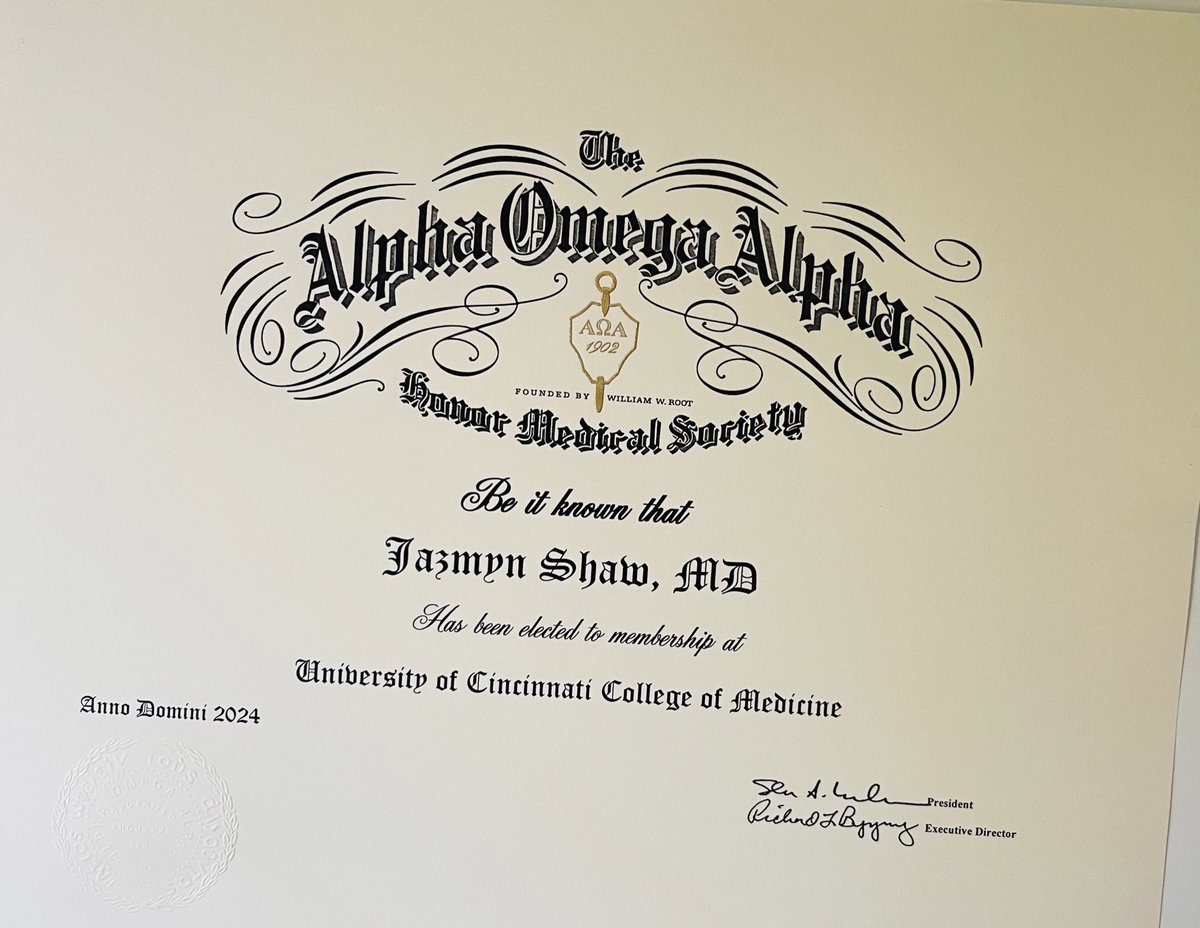 The
Alpha Omega Alpha
ΑΩΑ
1902
FOUNDED BY WILLIAM W. ROOT
Honor Medical Society
Be it known that
Jazmyn Shaw, MD
Has been elected to membership at
University of Cincinnati College of Medicine
Anno Domini 2024
President
Richard L. Byyny Executive Director